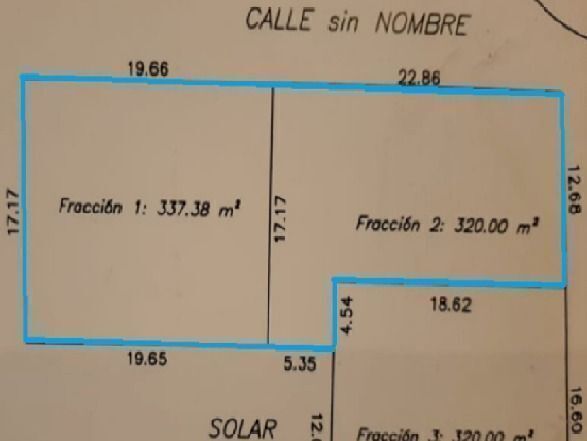 CALLE sin NOMBRE
19.66
22.86
17.17
Fracción 1: 337.38 m²
17.17
Fracción 2: 320.00 m²
12.68
4.54
18.62
19.65
5.35
SOLAR
Fracción 3: 320.00 m²
16.60